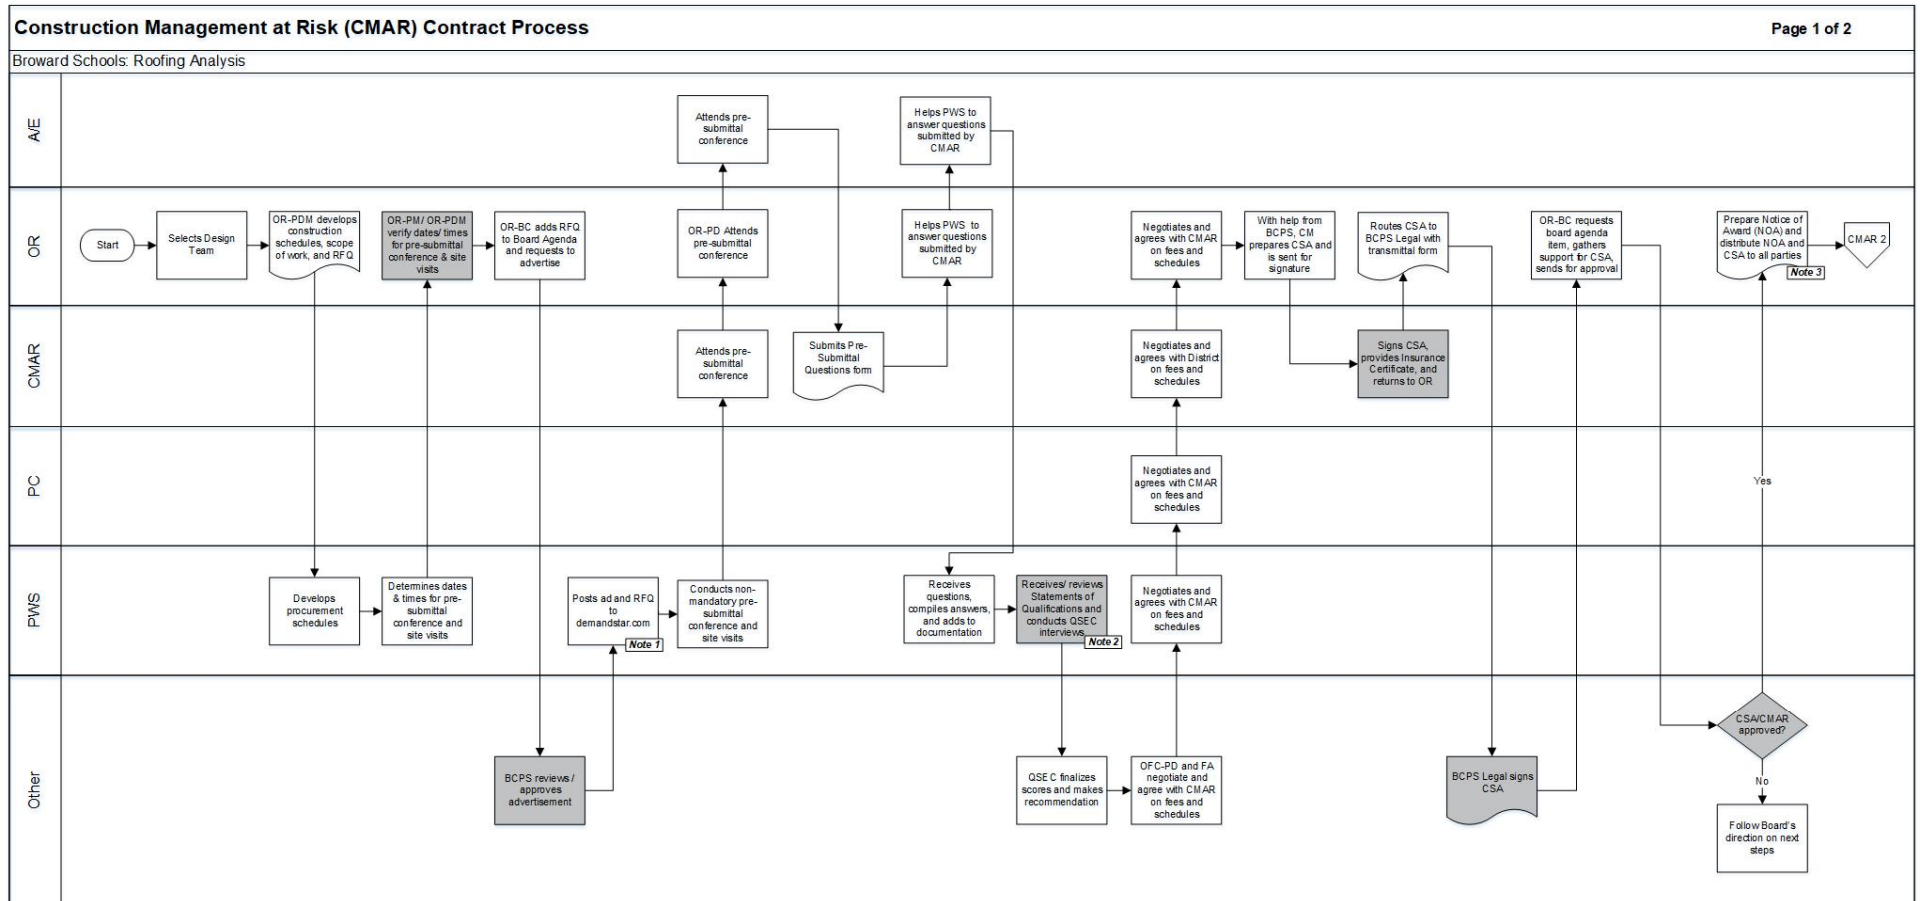 Construction Management at Risk (CMAR) Contract Process
Page 1 of 2
Broward Schools: Roofing Analysis
A/E
Attends pre-
submittal
conference
Helps PWS to
answer questions
submitted by
CMAR
OR
Start
Selects Design
Team
OR-PDM develops
construction
schedules, scope
of work, and RFQ
OR-PM/ OR-PDM
verify dates/ times
for pre-submittal
conference & site
visits
OR-BC adds RFQ
to Board Agenda
and requests to
advertise
OR-PD Attends
pre-submittal
conference
Helps PWS to
answer questions
submitted by
CMAR
Negotiates and
agrees with CMAR
on fees and
schedules
With help from
BCPS, CM
prepares CSA and
is sent for
signature
Routes CSA to
BCPS Legal with
transmittal form
OR-BC requests
board agenda
item, gathers
support for CSA,
sends for approval
Prepare Notice of
Award (NOA) and
distribute NOA and
CSA to all parties
Note 3
CMAR 2
CMAR
Attends pre-
submittal
conference
Submits Pre-
Submittal
Questions form
Negotiates and
agrees with District
on fees and
schedules
Signs CSA,
provides Insurance
Certificate, and
returns to OR
PC
Negotiates and
agrees with CMAR
on fees and
schedules
Yes
PWS
Develops
procurement
schedules
Determines dates
& times for pre-
submittal
conference and
site visits
Posts ad and RFQ
to
demandstar.com
Note 1
Conducts non-
mandatory pre-
submittal
conference and
site visits
Receives
questions,
compiles answers,
and adds to
documentation
Receives/ reviews
Statements of
Qualifications and
conducts QSEC
interviews
Note 2
Negotiates and
agrees with CMAR
on fees and
schedules
Other
BCPS reviews /
approves
advertisement
QSEC finalizes
scores and makes
recommendation
OFC-PD and FA
negotiate and
agree with CMAR
on fees and
schedules
BCPS Legal signs
CSA
CSA/CMAR
approved?
No
Follow Board's
direction on next
steps